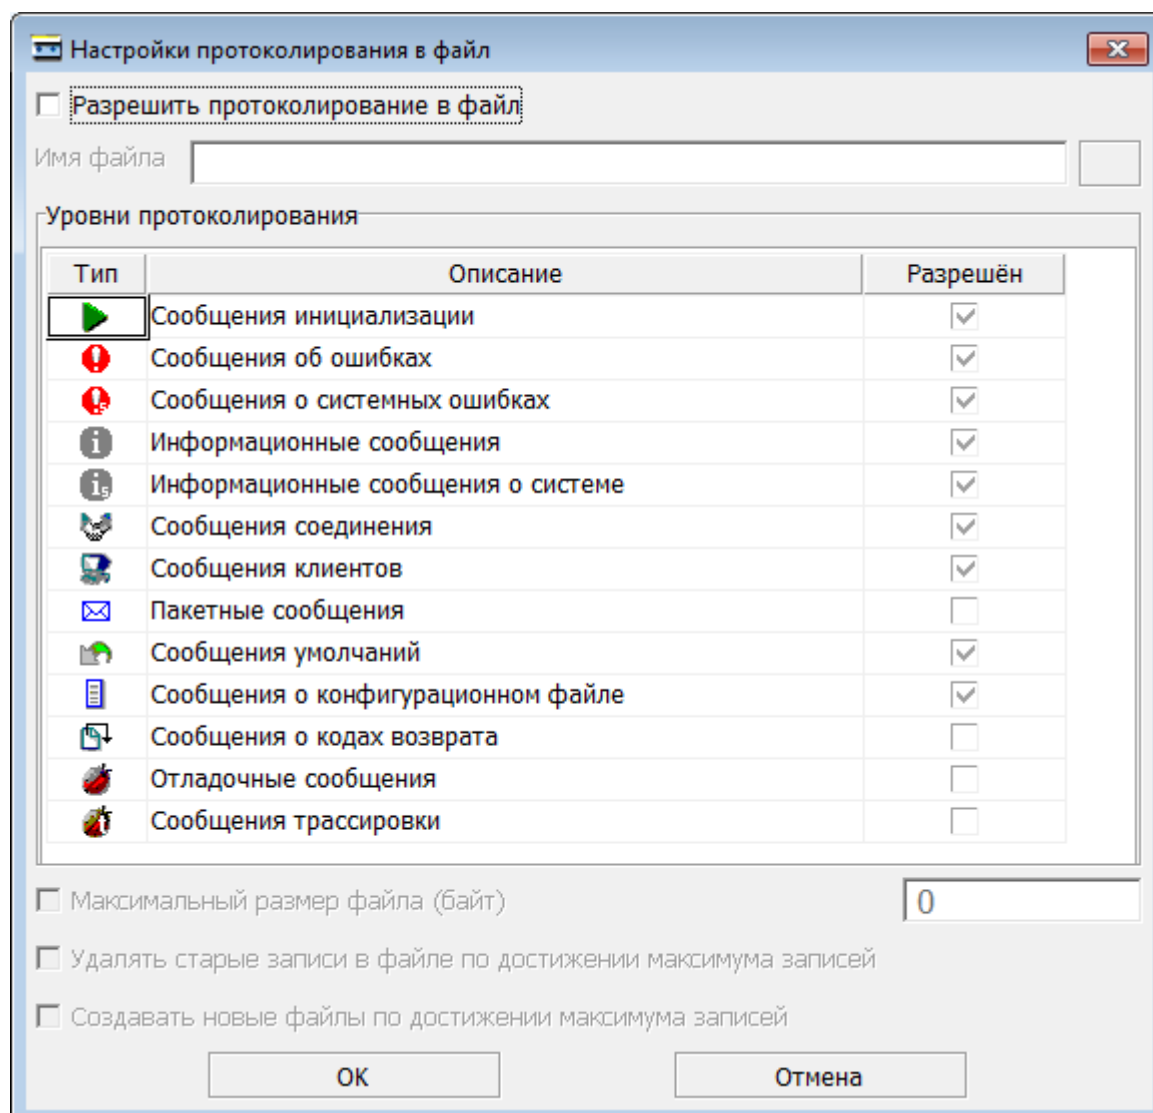 Настройки протоколирования в файл
Разрешить протоколирование в файл
Имя файла
Уровни протоколирования
Тип Описание Разрешён
Сообщения инициализации
Сообщения об ошибках
Сообщения о системных ошибках
Информационные сообщения
Информационные сообщения о системе
Сообщения соединения
Сообщения клиентов
Пакетные сообщения
Сообщения умолчаний
Сообщения о конфигурационном файле
Сообщения о кодах возврата
Отладочные сообщения
Сообщения трассировки
Максимальный размер файла (байт) 0
Удалять старые записи в файле по достижении максимума записей
Создавать новые файлы по достижении максимума записей
ОК Отмена